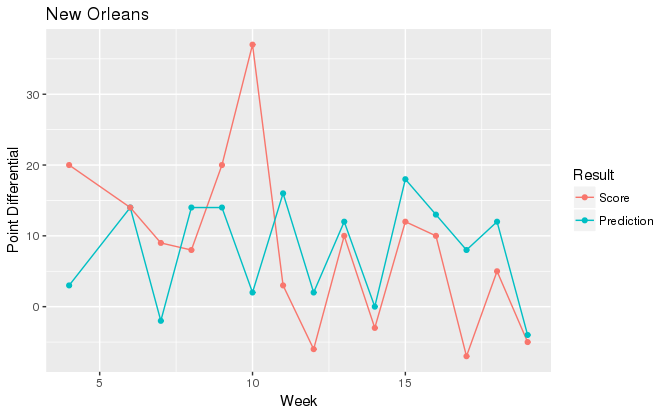 New Orleans
Point Differential
30
20
10
0
5
10
15
Week
Result
Score
Prediction